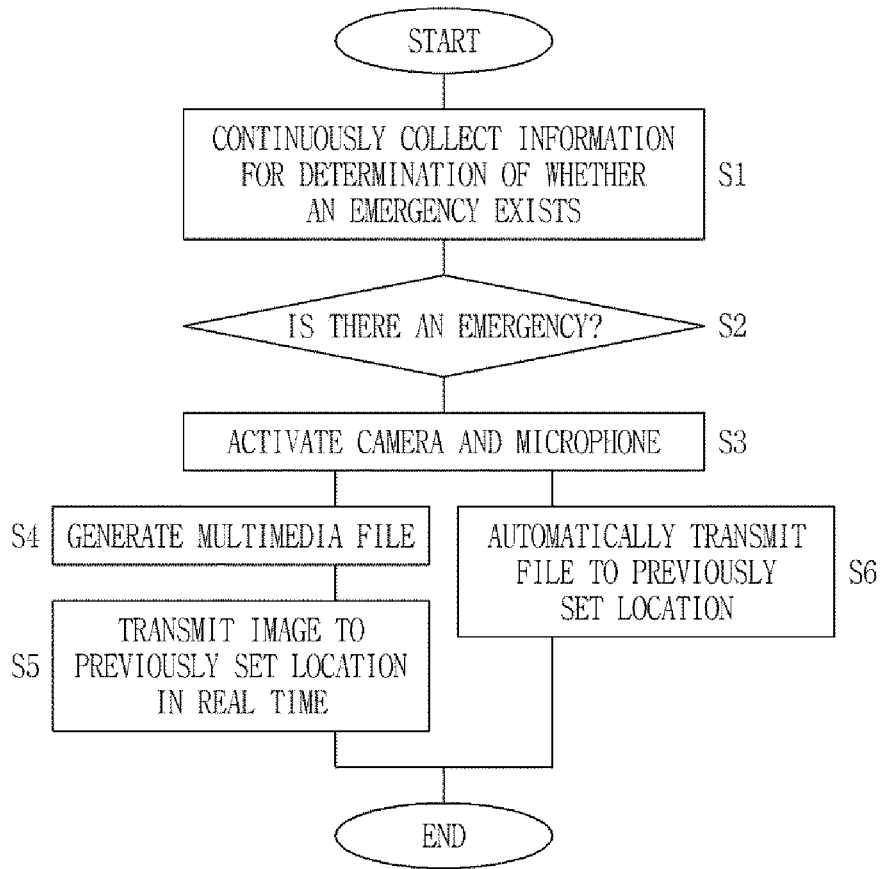 START
CONTINUOUSLY COLLECT INFORMATION
FOR DETERMINATION OF WHETHER
AN EMERGENCY EXISTS
S1
IS THERE AN EMERGENCY?
S2
ACTIVATE CAMERA AND MICROPHONE
S3
S4
GENERATE MULTIMEDIA FILE
S5
TRANSMIT IMAGE TO
PREVIOUSLY SET LOCATION
IN REAL TIME
AUTOMATICALLY TRANSMIT
FILE TO PREVIOUSLY
SET LOCATION
S6
END